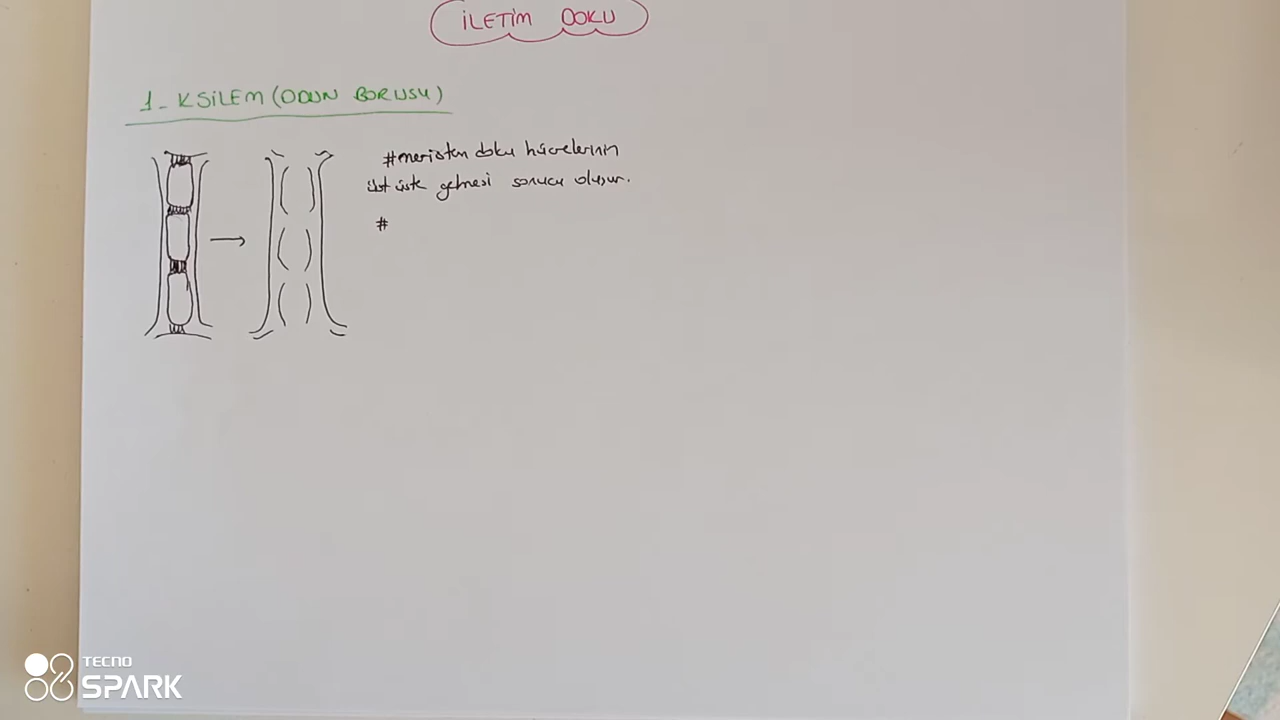 İLETİM DOKU
1- KSİLEM (ODUN BORUSU)
#meristem doku hücrelerinin
üst üste gelmesi sonucu oluşur.
#
TECNO
SPARK